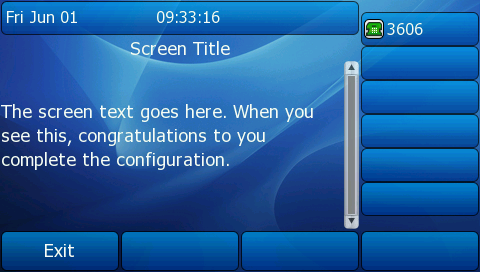 Fri Jun 01 09:33:16
3606
Screen Title
The screen text goes here. When you
see this, congratulations to you
complete the configuration.
Exit